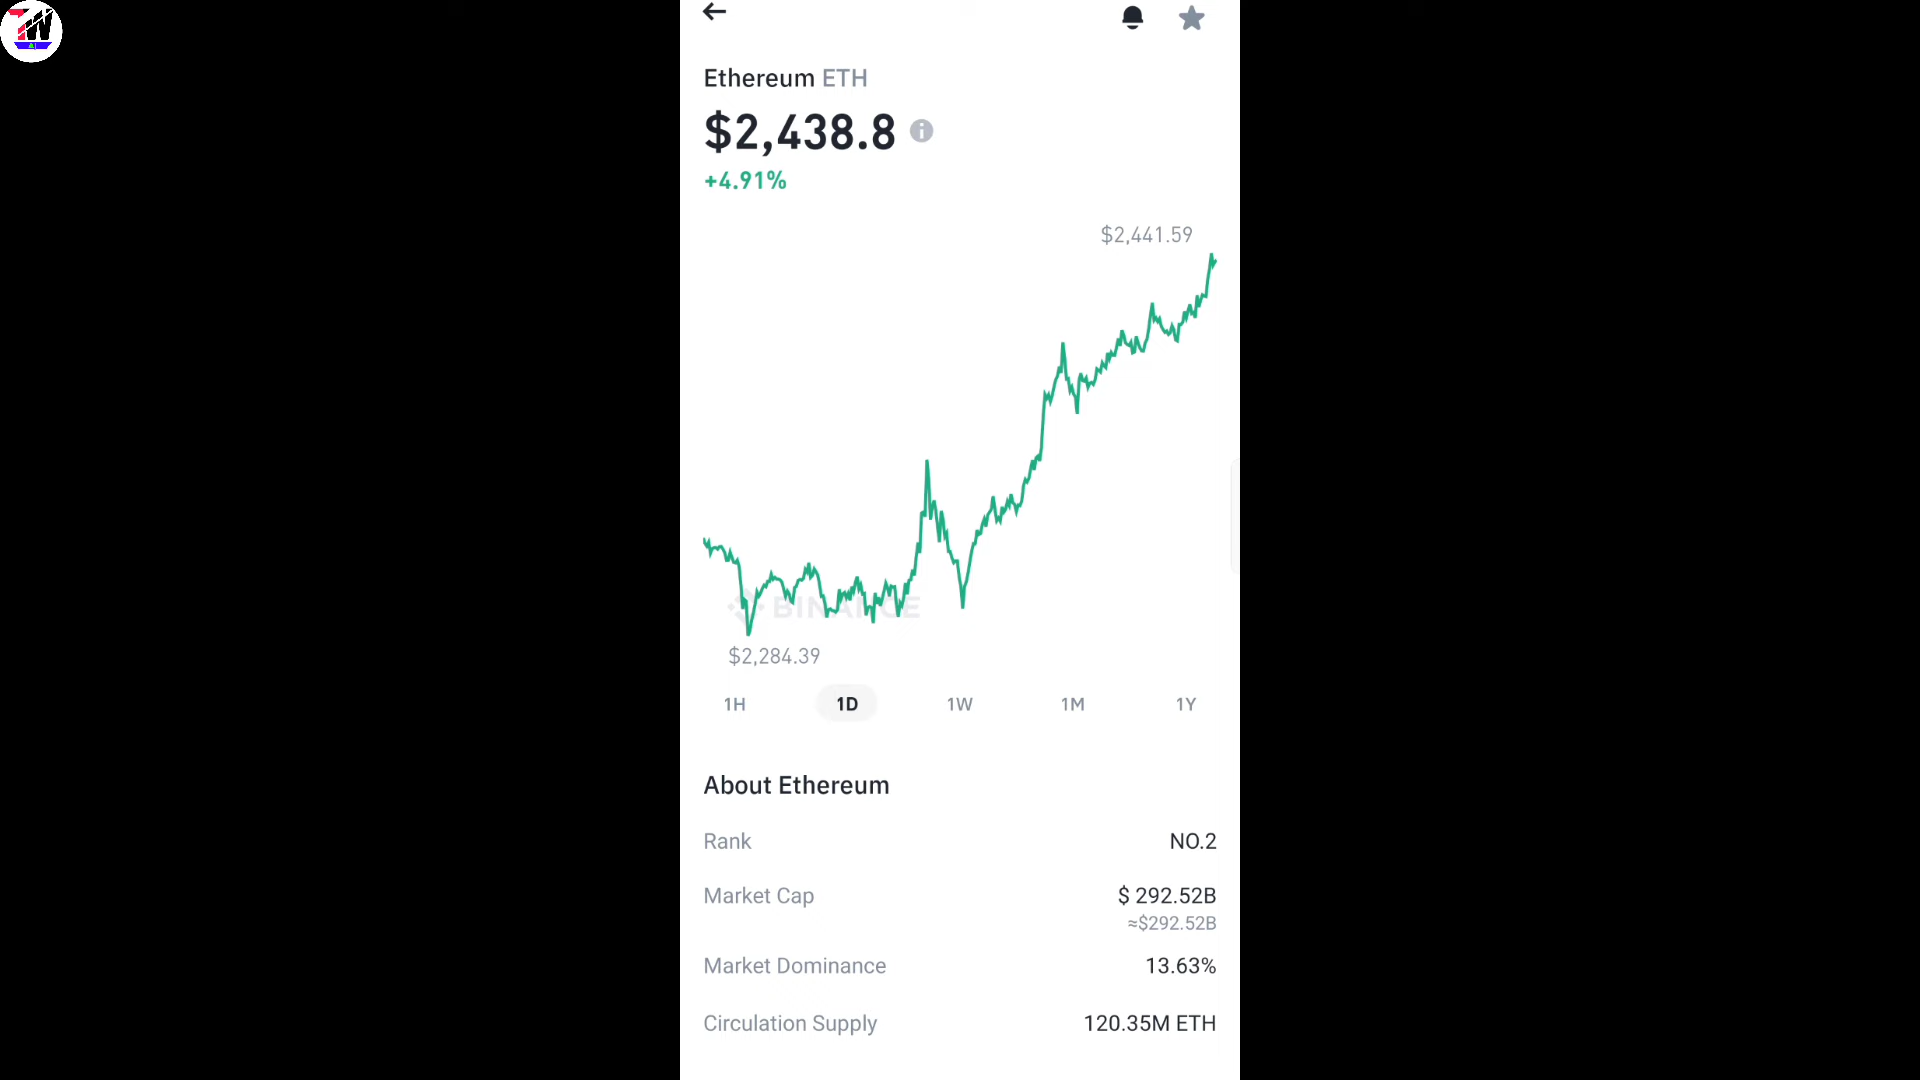 Ethereum ETH
$2,438.8
+4.91%
$2,441.59
BINANCE
$2,284.39
1H 1D 1W 1M 1Y
About Ethereum
Rank NO.2
Market Cap $ 292.52B
≈$292.52B
Market Dominance 13.63%
Circulation Supply 120.35M ETH